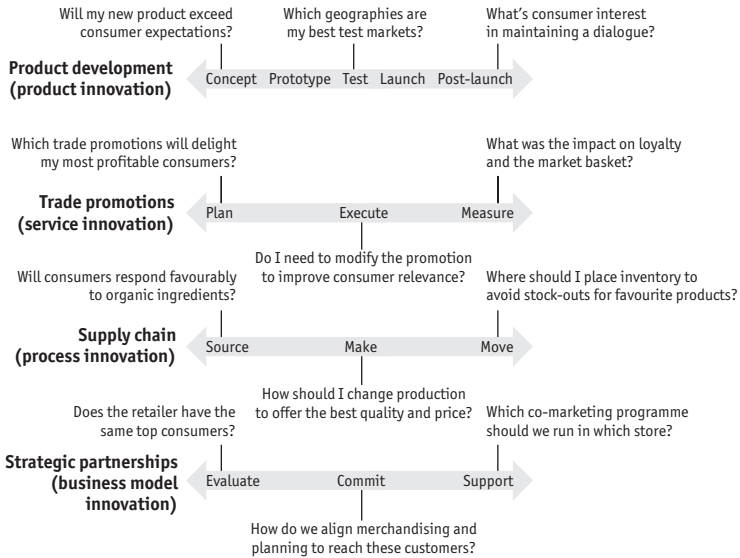 Will my new product exceed
consumer expectations?
Which geographies are
my best test markets?
What's consumer interest
in maintaining a dialogue?
Product development
(product innovation)
Concept Prototype Test Launch Post-launch
Which trade promotions will delight
my most profitable consumers?
What was the impact on loyalty
and the market basket?
Trade promotions
(service innovation)
Plan Execute Measure
Do I need to modify the promotion
to improve consumer relevance?
Will consumers respond favourably
to organic ingredients?
Where should I place inventory to
avoid stock-outs for favourite products?
Supply chain
(process innovation)
Source Make Move
How should I change production
to offer the best quality and price?
Does the retailer have the
same top consumers?
Which co-marketing programme
should we run in which store?
Strategic partnerships
(business model
innovation)
Evaluate Commit Support
How do we align merchandising and
planning to reach these customers?